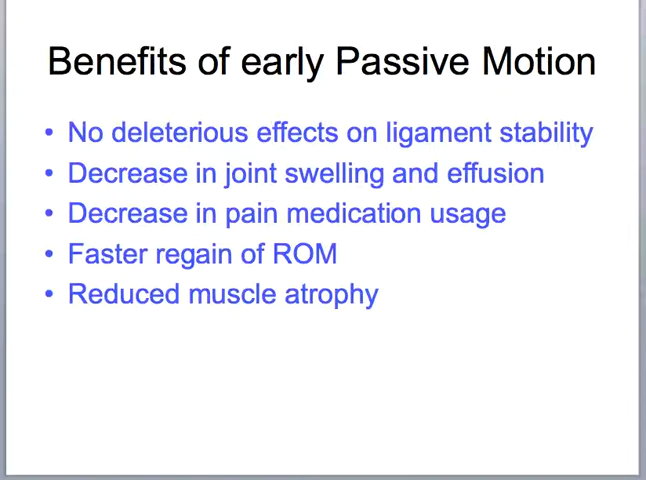 Benefits of early Passive Motion
• No deleterious effects on ligament stability
• Decrease in joint swelling and effusion
• Decrease in pain medication usage
• Faster regain of ROM
• Reduced muscle atrophy